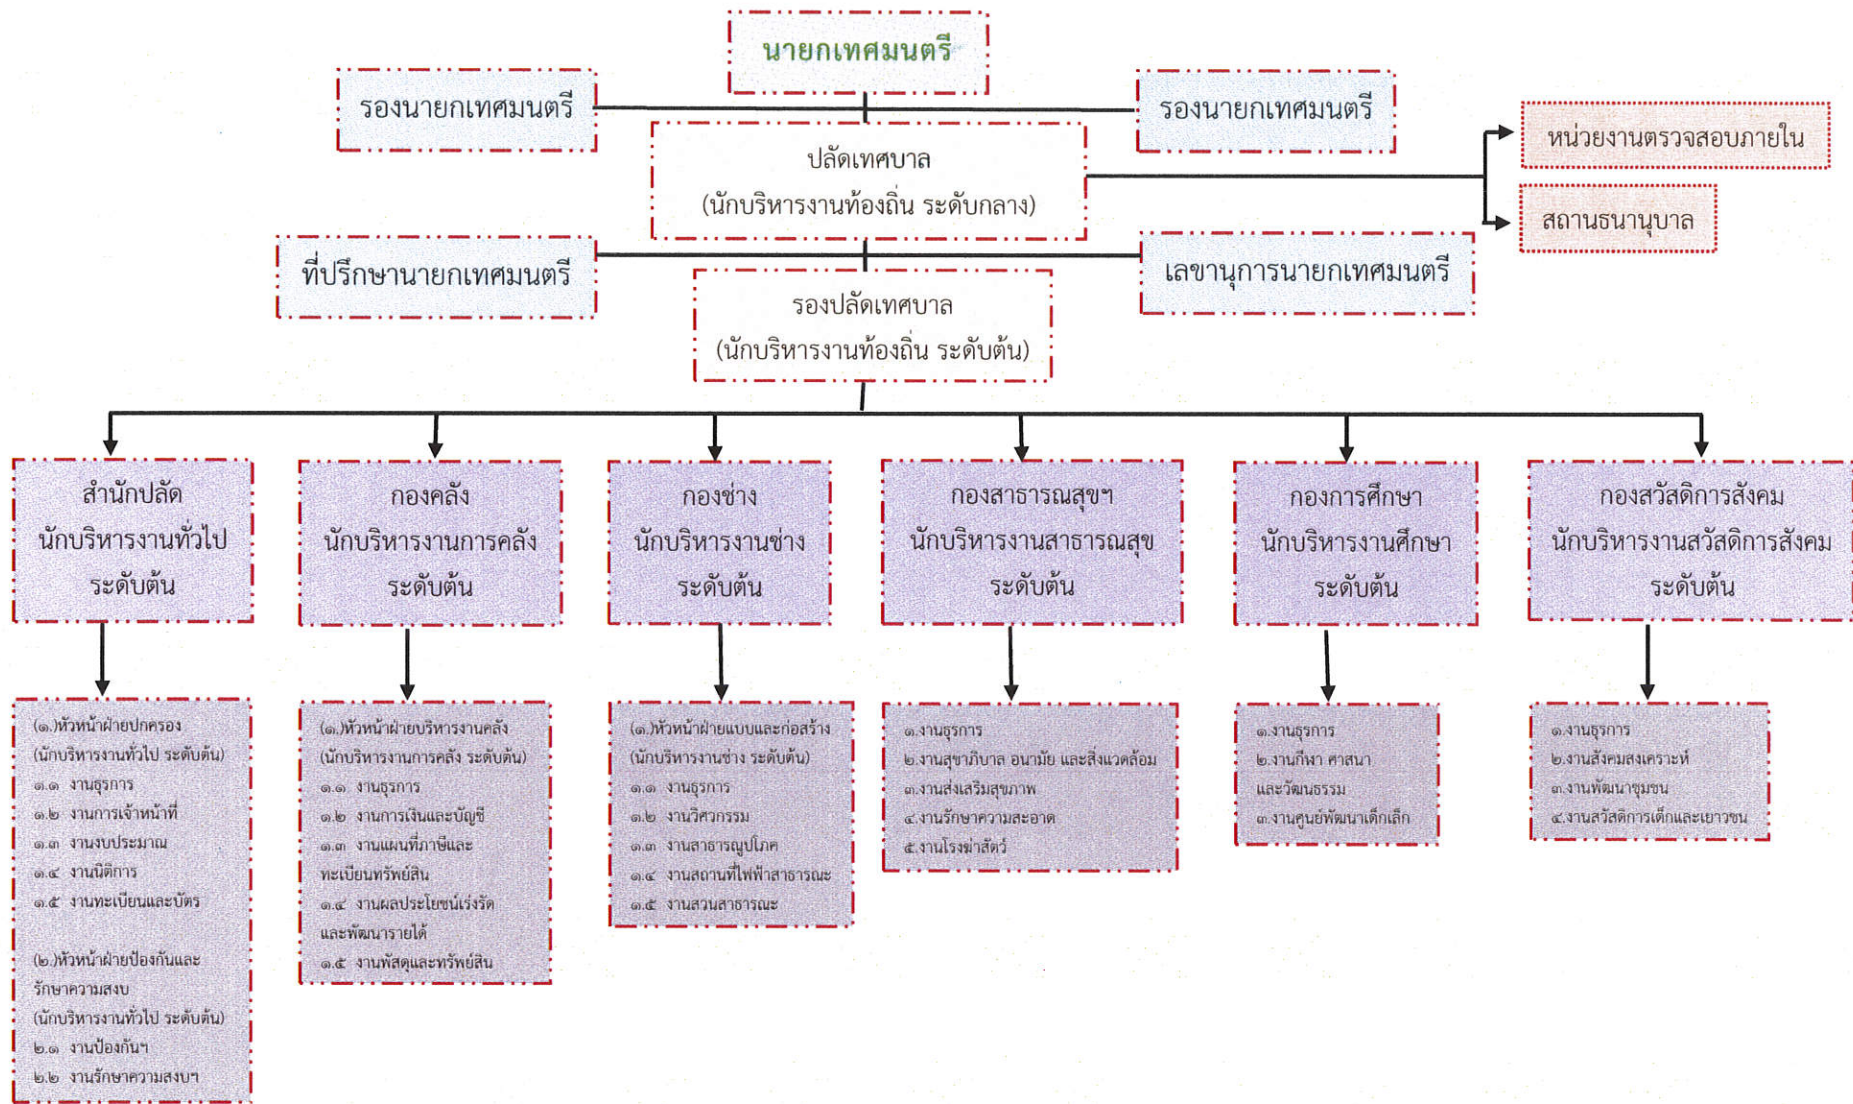 นายกเทศมนตรี
รองนายกเทศมนตรี
รองนายกเทศมนตรี
ปลัดเทศบาล
(นักบริหารงานท้องถิ่น ระดับกลาง)
หน่วยงานตรวจสอบภายใน
สถานธนานุบาล
ที่ปรึกษานายกเทศมนตรี
เลขานุการนายกเทศมนตรี
รองปลัดเทศบาล
(นักบริหารงานท้องถิ่น ระดับต้น)
สำนักปลัด
นักบริหารงานทั่วไป
ระดับต้น
กองคลัง
นักบริหารงานการคลัง
ระดับต้น
กองช่าง
นักบริหารงานช่าง
ระดับต้น
กองสาธารณสุขฯ
นักบริหารงานสาธารณสุข
ระดับต้น
กองการศึกษา
นักบริหารงานศึกษา
ระดับต้น
กองสวัสดิการสังคม
นักบริหารงานสวัสดิการสังคม
ระดับต้น
(๑.)หัวหน้าฝ่ายปกครอง
(นักบริหารงานทั่วไป ระดับต้น)
๑.๑ งานธุรการ
๑.๒ งานการเจ้าหน้าที่
๑.๓ งานงบประมาณ
๑.๔ งานนิติการ
๑.๕ งานทะเบียนและบัตร
(๒.)หัวหน้าฝ่ายป้องกันและ
รักษาความสงบ
(นักบริหารงานทั่วไป ระดับต้น)
๒.๑ งานป้องกันฯ
๒.๒ งานรักษาความสงบฯ
(๑.)หัวหน้าฝ่ายบริหารงานคลัง
(นักบริหารงานการคลัง ระดับต้น)
๑.๑ งานธุรการ
๑.๒ งานการเงินและบัญชี
๑.๓ งานแผนที่ภาษีและ
ทะเบียนทรัพย์สิน
๑.๔ งานผลประโยชน์เร่งรัด
และพัฒนารายได้
๑.๕ งานพัสดุและทรัพย์สิน
(๑.)หัวหน้าฝ่ายแบบและก่อสร้าง
(นักบริหารงานช่าง ระดับต้น)
๑.๑ งานธุรการ
๑.๒ งานวิศวกรรม
๑.๓ งานสาธารณูปโภค
๑.๔ งานสถานที่ไฟฟ้าสาธารณะ
๑.๕ งานสวนสาธารณะ
๑.งานธุรการ
๒.งานสุขาภิบาล อนามัย และสิ่งแวดล้อม
๓.งานส่งเสริมสุขภาพ
๔.งานรักษาความสะอาด
๕.งานโรงฆ่าสัตว์
๑.งานธุรการ
๒.งานกีฬา ศาสนา
และวัฒนธรรม
๓.งานศูนย์พัฒนาเด็กเล็ก
๑.งานธุรการ
๒.งานสังคมสงเคราะห์
๓.งานพัฒนาชุมชน
๔.งานสวัสดิการเด็กและเยาวชน